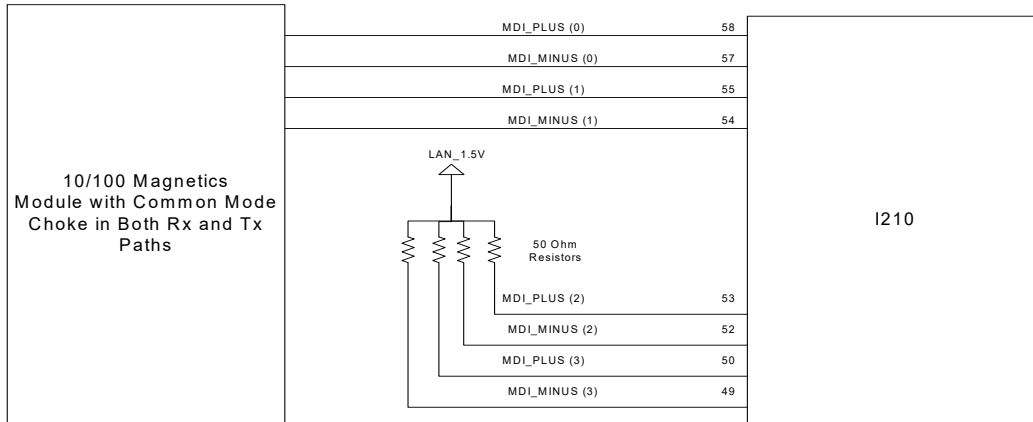 MDI_PLUS (0) 58
MDI_MINUS (0) 57
MDI_PLUS (1) 55
MDI_MINUS (1) 54
LAN_1.5V
10/100 Magnetics
Module with Common Mode
Choke in Both Rx and Tx
Paths
I210
50 Ohm
Resistors
MDI_PLUS (2) 53
MDI_MINUS (2) 52
MDI_PLUS (3) 50
MDI_MINUS (3) 49